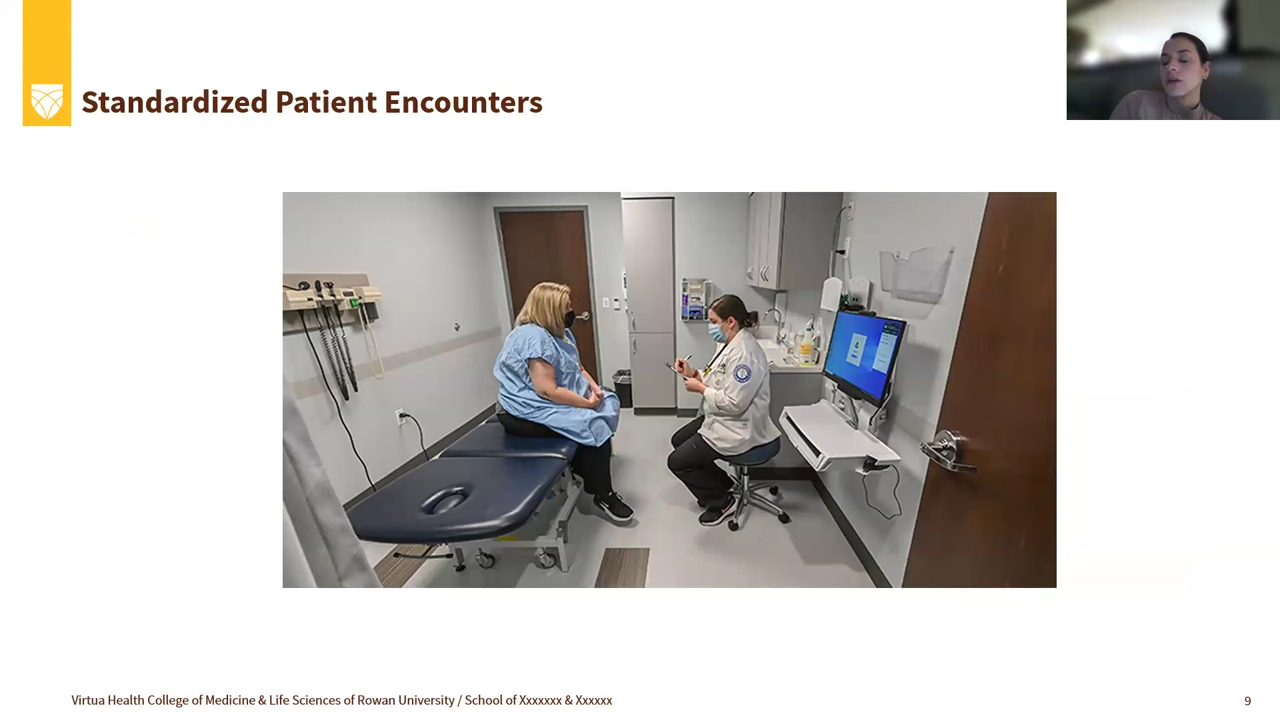 Standardized Patient Encounters
Virtua Health College of Medicine & Life Sciences of Rowan University / School of Xxxxxxx & Xxxxxx
9